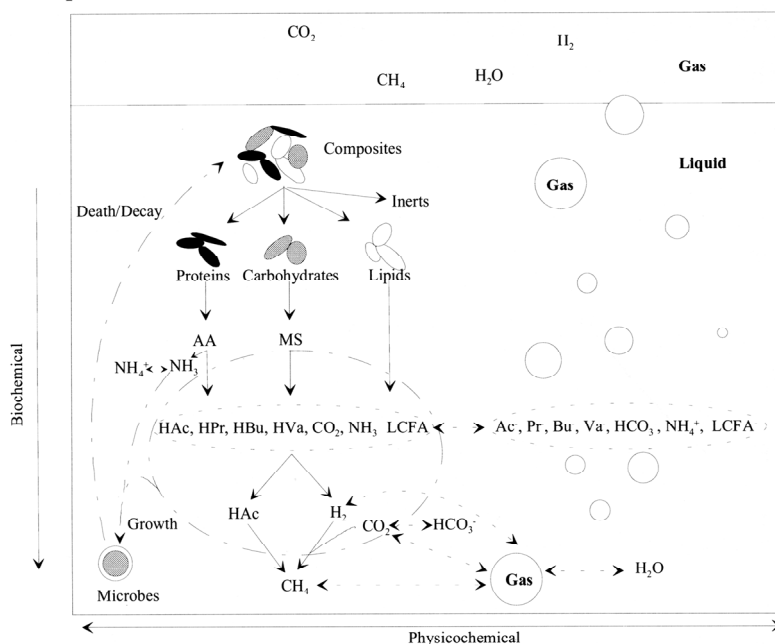 CO₂
H₂
Gas
CH₄
H₂O
Composites
Liquid
Gas
Inerts
Death/Decay
Proteins
Carbohydrates
Lipids
AA
MS
NH₄⁺
NH₃
Biochemical
HAc, HPr, HBu, HVa, CO₂, NH₃ LCFA
Ac⁻, Pr⁻, Bu⁻, Va⁻, HCO₃⁻, NH₄⁺, LCFA
HAc
H₂
Growth
CO₂
HCO₃⁻
Gas
H₂O
CH₄
Microbes
Physicochemical